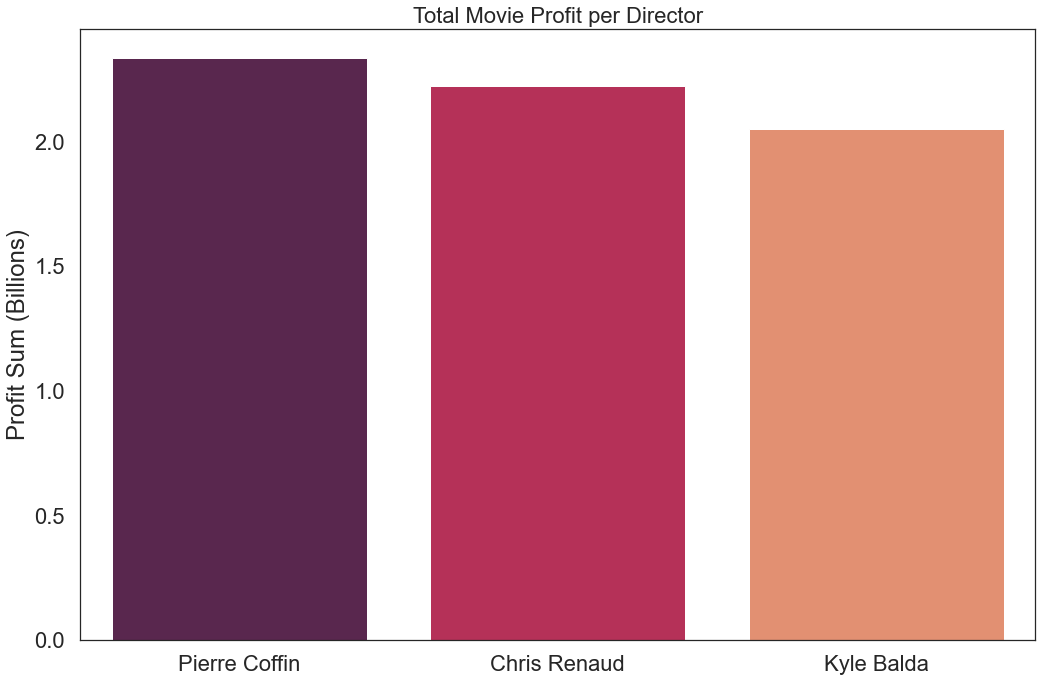 Total Movie Profit per Director
Profit Sum (Billions)
2.0
1.5
1.0
0.5
0.0
Pierre Coffin
Chris Renaud
Kyle Balda